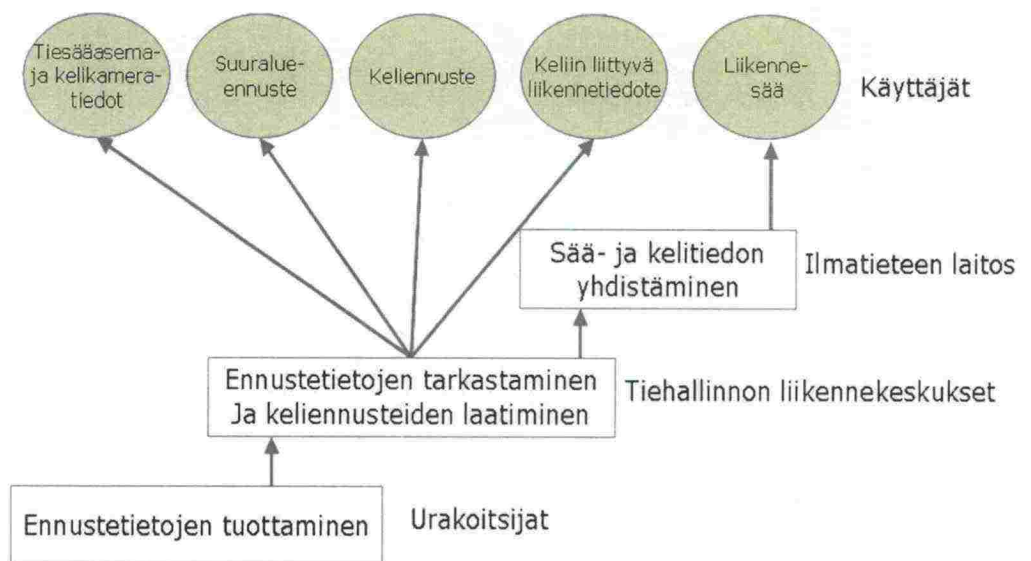 Tiesääasema-
ja kelikamera-
tiedot
Suuralue-
ennuste
Keliennuste
Keliin liittyvä
liikennetiedote
Liikenne-
sää
Käyttäjät
Sää- ja kelitiedon
yhdistäminen
Ilmatieteen laitos
Ennustetietojen tarkastaminen
Ja keliennusteiden laatiminen
Tiehallinnon liikennekeskukset
Ennustetietojen tuottaminen
Urakoitsijat